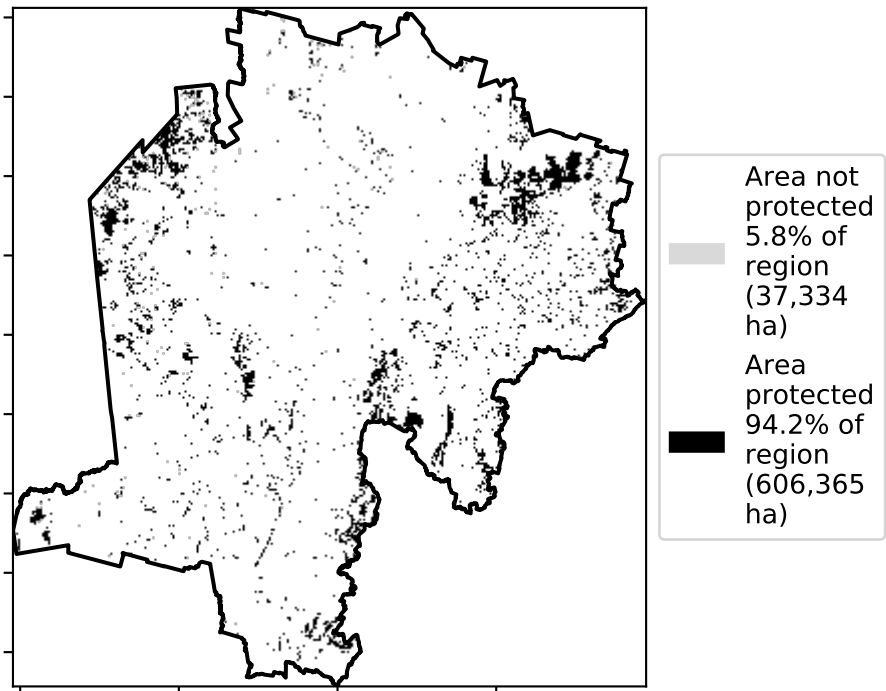 Area not
protected
5.8% of
region
(37,334
ha)
Area
protected
94.2% of
region
(606,365
ha)